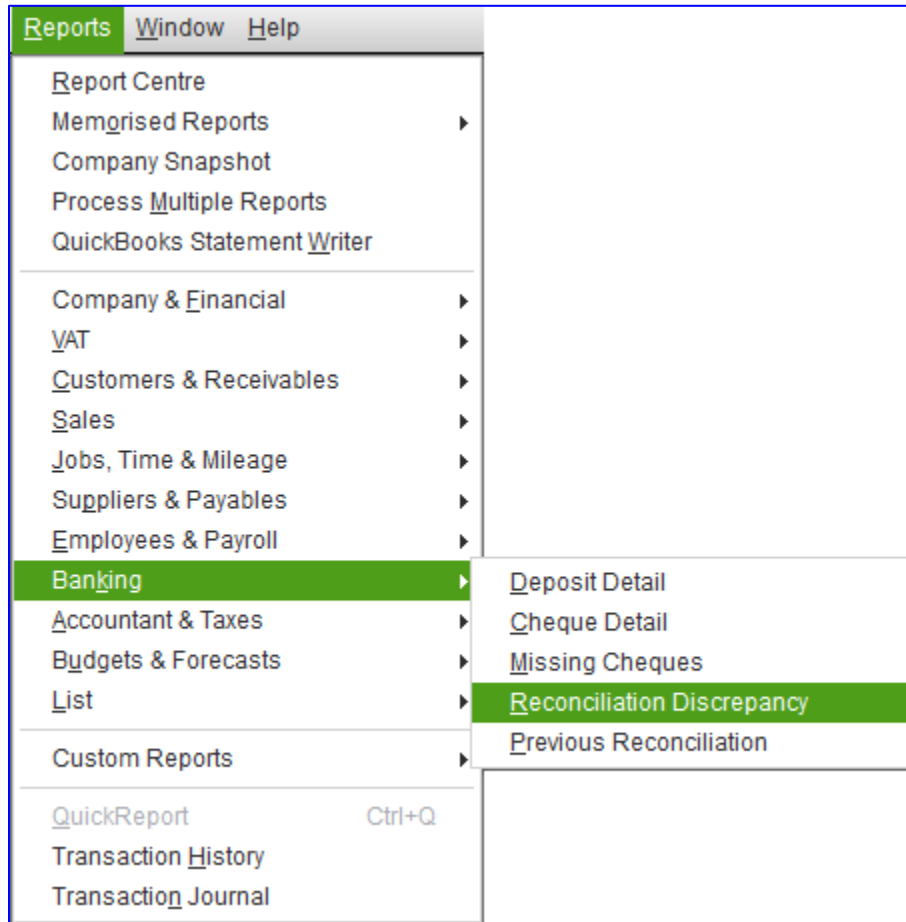 Reports Window Help
Report Centre
Memorised Reports
Company Snapshot
Process Multiple Reports
QuickBooks Statement Writer
Company & Financial
VAT
Customers & Receivables
Sales
Jobs, Time & Mileage
Suppliers & Payables
Employees & Payroll
Banking
Accountant & Taxes
Budgets & Forecasts
List
Custom Reports
QuickReport Ctrl+Q
Transaction History
Transaction Journal
Deposit Detail
Cheque Detail
Missing Cheques
Reconciliation Discrepancy
Previous Reconciliation